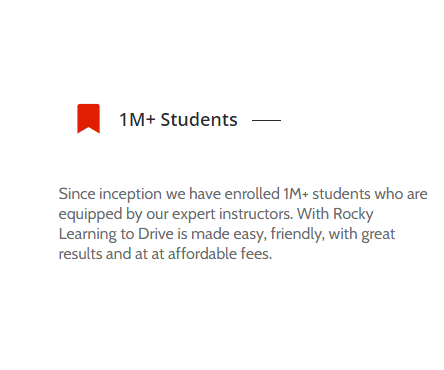 1M+ Students
Since inception we have enrolled 1M+ students who are
equipped by our expert instructors. With Rocky
Learning to Drive is made easy, friendly, with great
results and at at affordable fees.